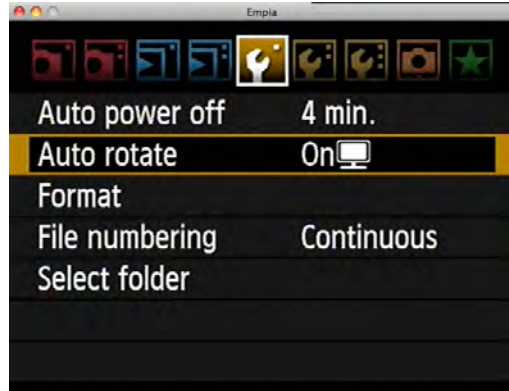 Empia
Auto power off 4 min.
Auto rotate On
Format
File numbering Continuous
Select folder